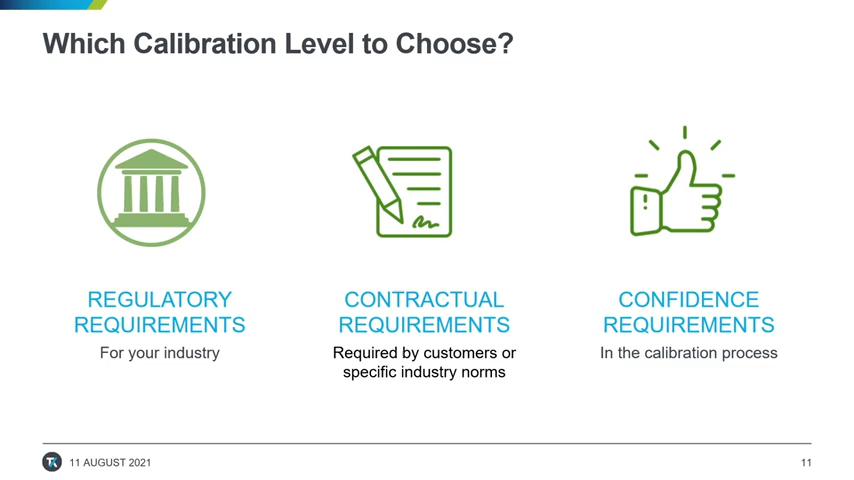 Which Calibration Level to Choose?
REGULATORY
REQUIREMENTS
For your industry
CONTRACTUAL
REQUIREMENTS
Required by customers or
specific industry norms
CONFIDENCE
REQUIREMENTS
In the calibration process
11 AUGUST 2021
11